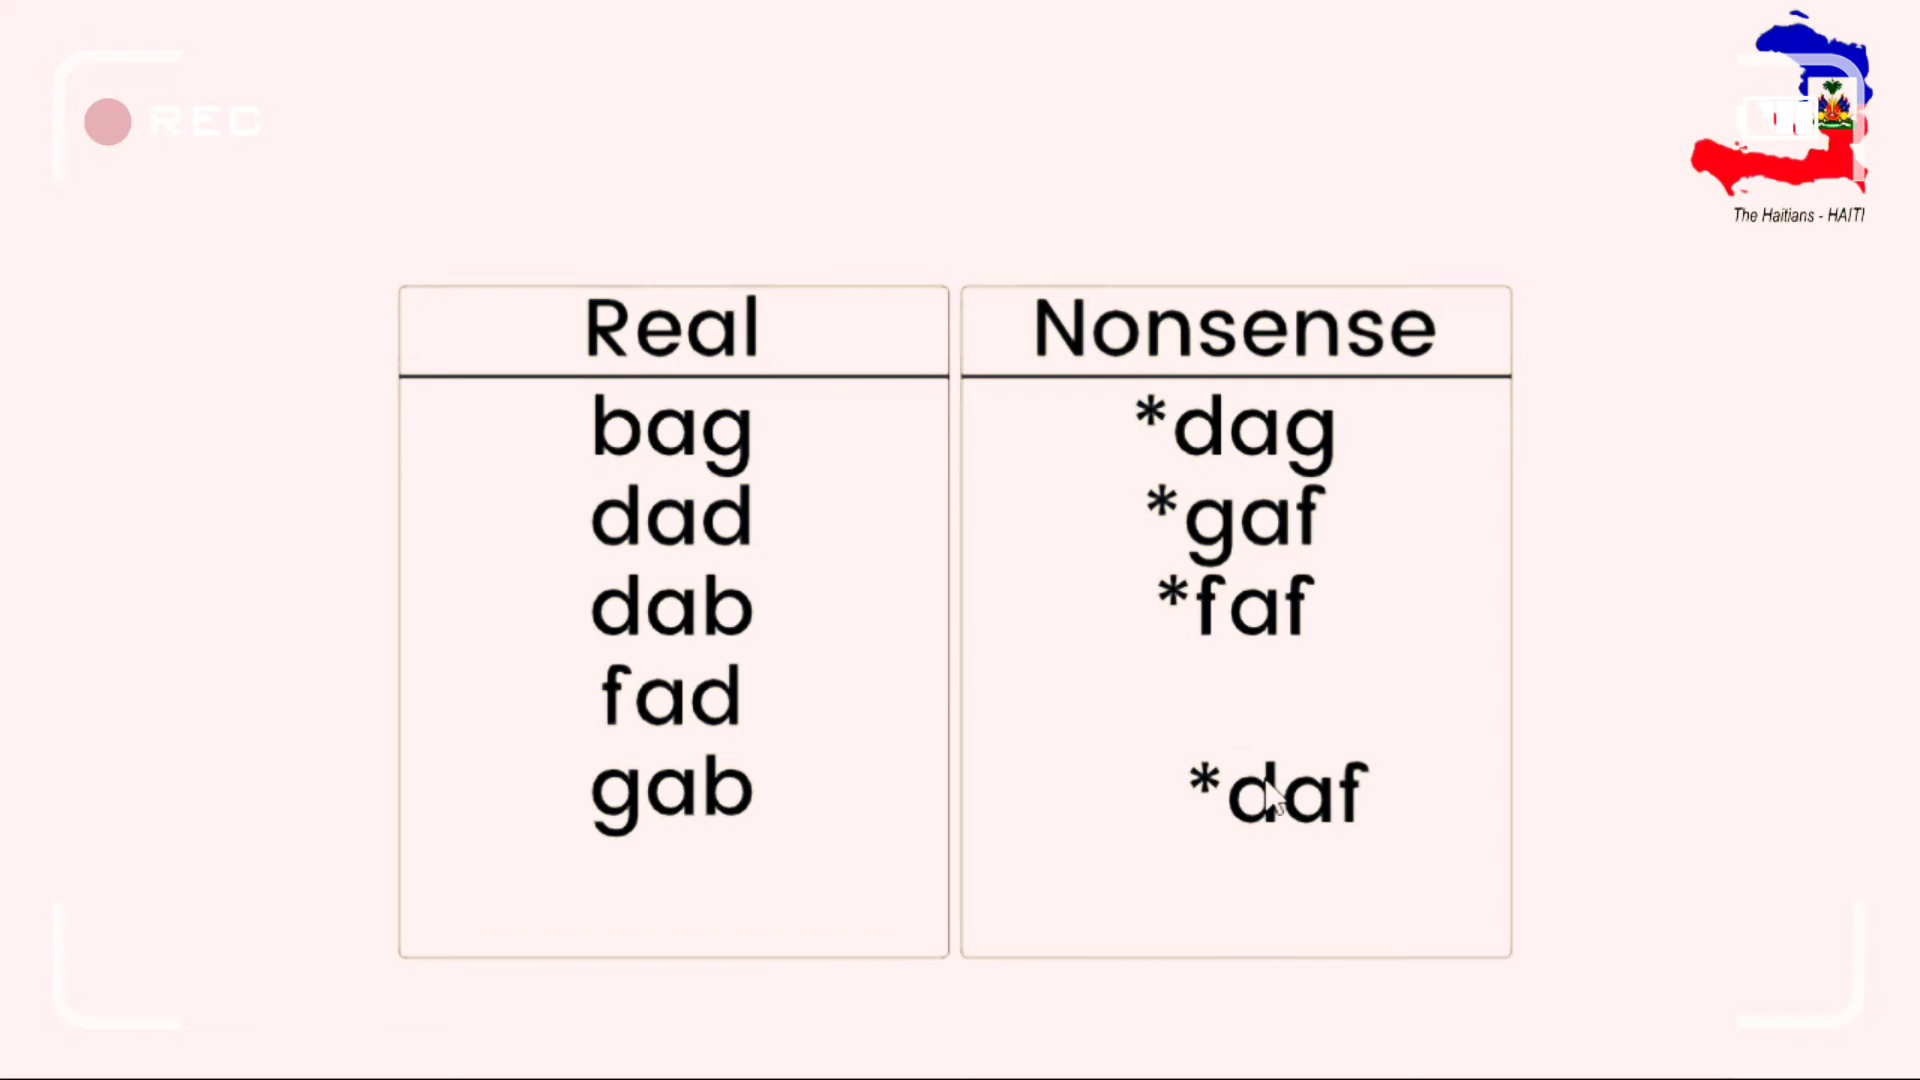 REC
The Haitians - HAITI
Real
bag
dad
dab
fad
gab
Nonsense
*dag
*gaf
*faf
*daf